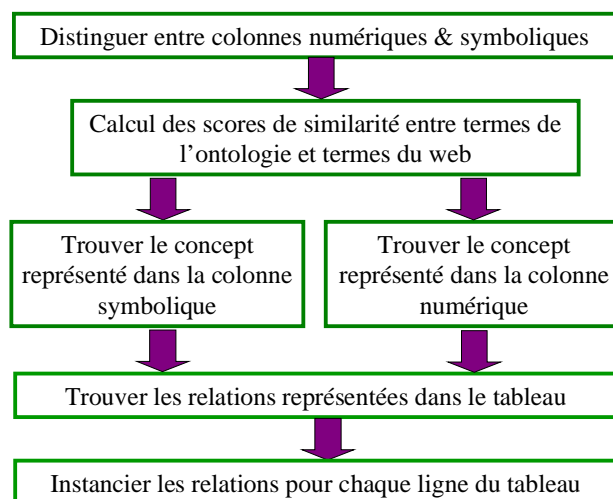 Distinguer entre colonnes numériques & symboliques
Calcul des scores de similarité entre termes de
l’ontologie et termes du web
Trouver le concept
représenté dans la colonne
symbolique
Trouver le concept
représenté dans la colonne
numérique
Trouver les relations représentées dans le tableau
Instancier les relations pour chaque ligne du tableau